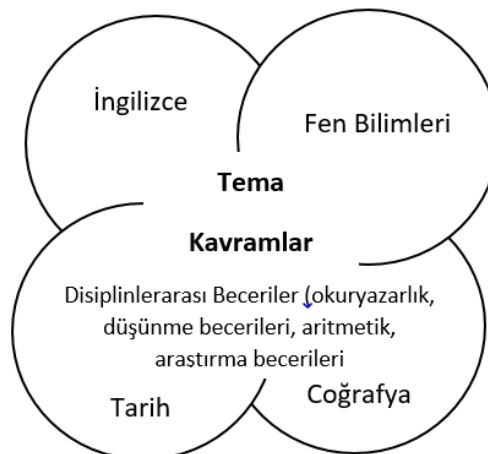 İngilizce
Fen Bilimleri
Tema
Kavramlar
Disiplinlerarası Beceriler (okuryazarlık,
düşünme becerileri, aritmetik,
araştırma becerileri
Tarih
Coğrafya